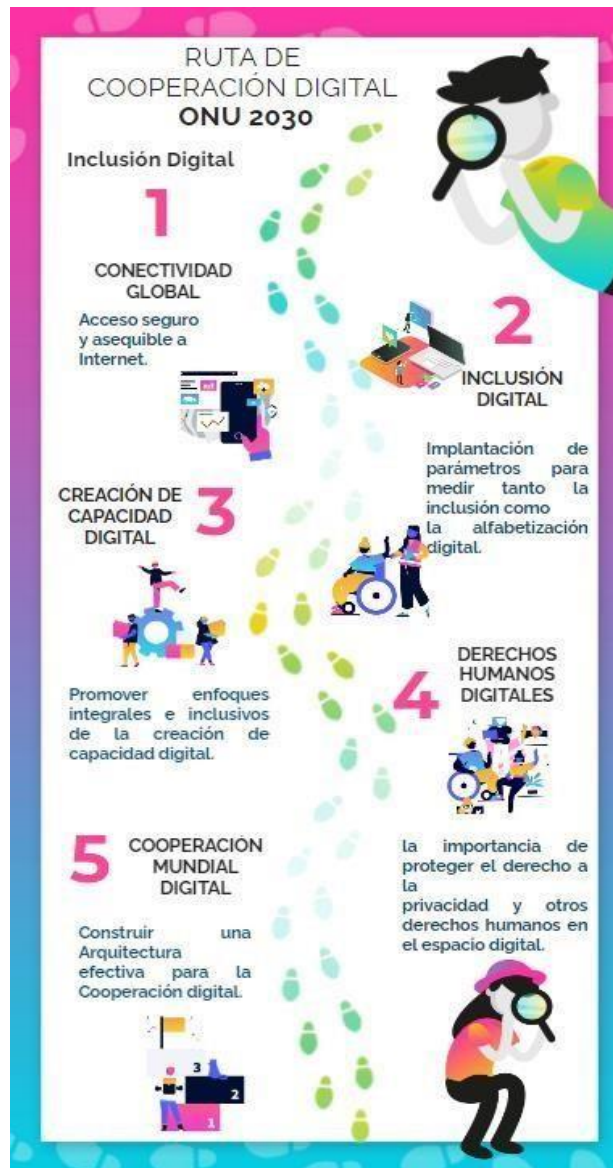 RUTA DE
COOPERACIÓN DIGITAL
ONU 2030
Inclusión Digital
1
CONECTIVIDAD
GLOBAL
Acceso seguro
y asequible a
Internet.
2
INCLUSIÓN
DIGITAL
Implantación de
parámetros para
medir tanto la
inclusión como
la alfabetización
digital.
CREACIÓN DE
CAPACIDAD
DIGITAL
3
Promover enfoques
integrales e inclusivos
de la creación de
capacidad digital.
4
DERECHOS
HUMANOS
DIGITALES
la importancia de
proteger el derecho a
la
privacidad y otros
derechos humanos en
el espacio digital.
5
COOPERACIÓN
MUNDIAL
DIGITAL
Construir una
Arquitectura
efectiva para la
Cooperación digital.
3
2
1